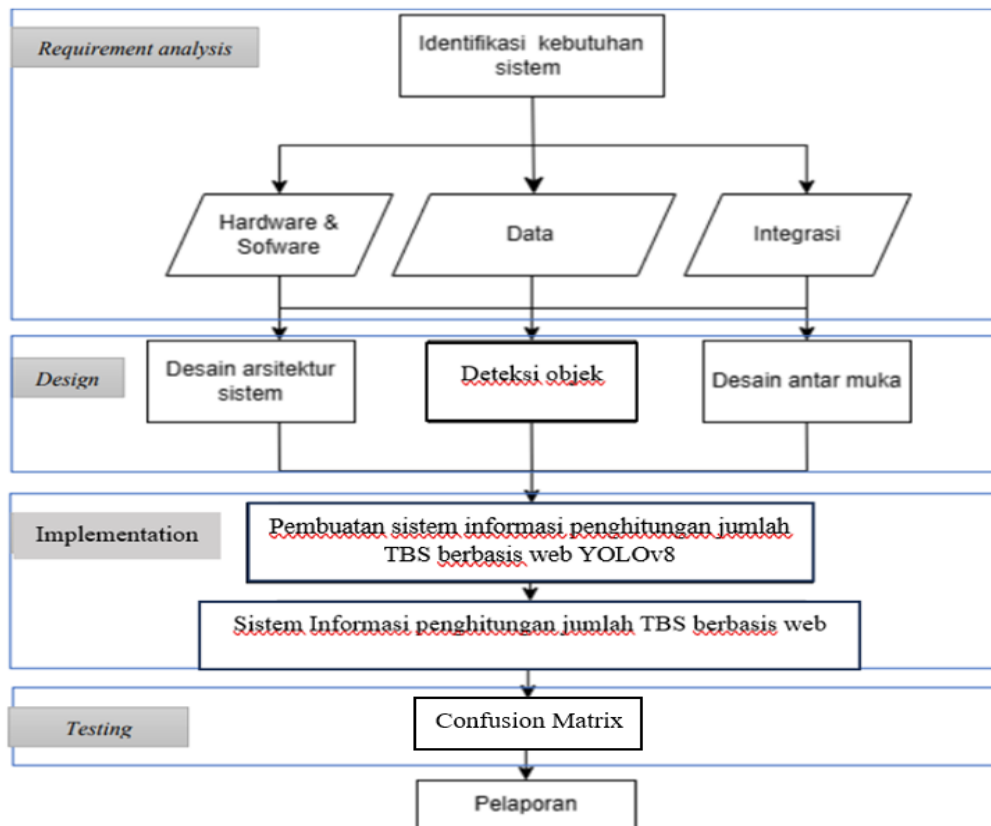 Requirement analysis
Identifikasi kebutuhan
sistem
Hardware &
Sofware
Data
Integrasi
Design
Desain arsitektur
sistem
Deteksi objek
Desain antar muka
Implementation
Pembuatan sistem informasi penghitungan jumlah
TBS berbasis web YOLOv8
Sistem Informasi penghitungan jumlah TBS berbasis web
Testing
Confusion Matrix
Pelaporan